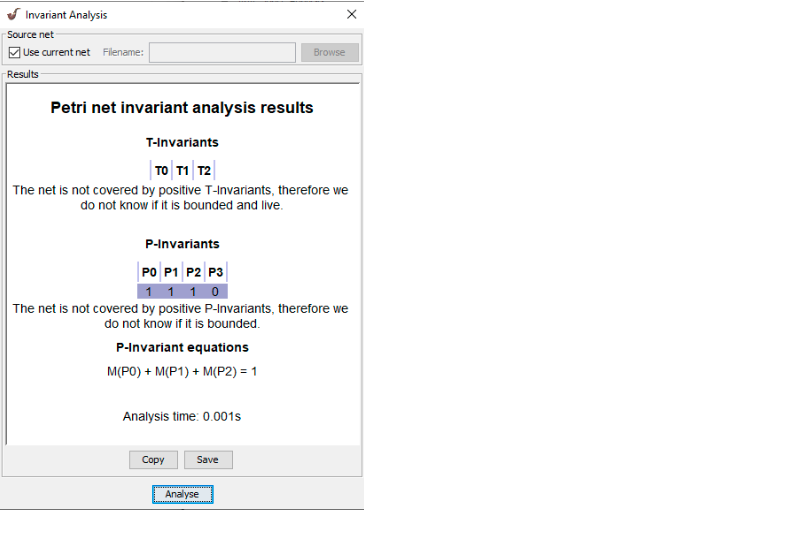 Invariant Analysis
Source net
Use current net Filename: Browse
Results
Petri net invariant analysis results
T-Invariants
T0 T1 T2
The net is not covered by positive T-Invariants, therefore we
do not know if it is bounded and live.
P-Invariants
P0 P1 P2 P3
1 1 1 0
The net is not covered by positive P-Invariants, therefore we
do not know if it is bounded.
P-Invariant equations
M(P0) + M(P1) + M(P2) = 1
Analysis time: 0.001s
Copy Save
Analyse